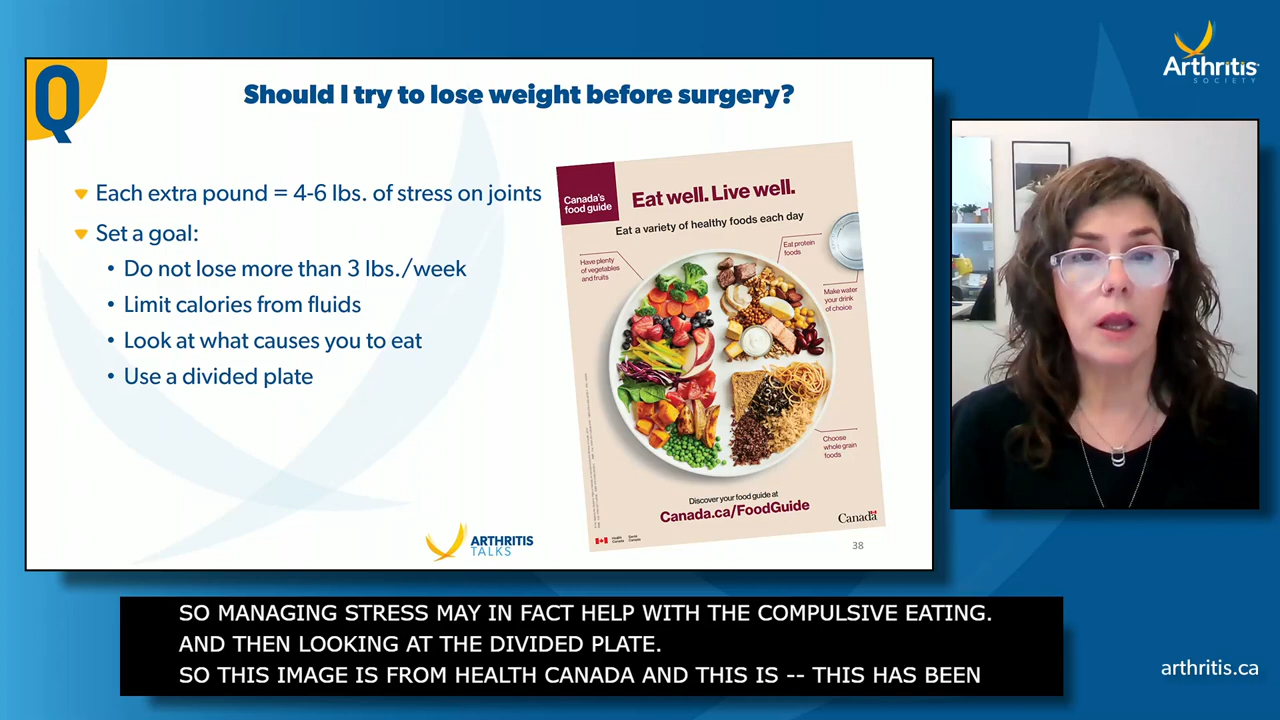 Q
Should I try to lose weight before surgery?
Each extra pound = 4-6 lbs. of stress on joints
Set a goal:
• Do not lose more than 3 lbs./week
• Limit calories from fluids
• Look at what causes you to eat
• Use a divided plate
Canada's
food guide
Eat well. Live well.
Eat a variety of healthy foods each day
Have plenty
of vegetables
and fruits
Eat protein
foods
Make water
your drink
of choice
Choose
whole grain
foods
Discover your food guide at
Canada.ca/FoodGuide
Health
Canada
Santé
Canada
Canada
ARTHRITIS
TALKS
38
Arthritis
SOCIETY
SO MANAGING STRESS MAY IN FACT HELP WITH THE COMPULSIVE EATING.
AND THEN LOOKING AT THE DIVIDED PLATE.
SO THIS IMAGE IS FROM HEALTH CANADA AND THIS IS -- THIS HAS BEEN
arthritis.ca